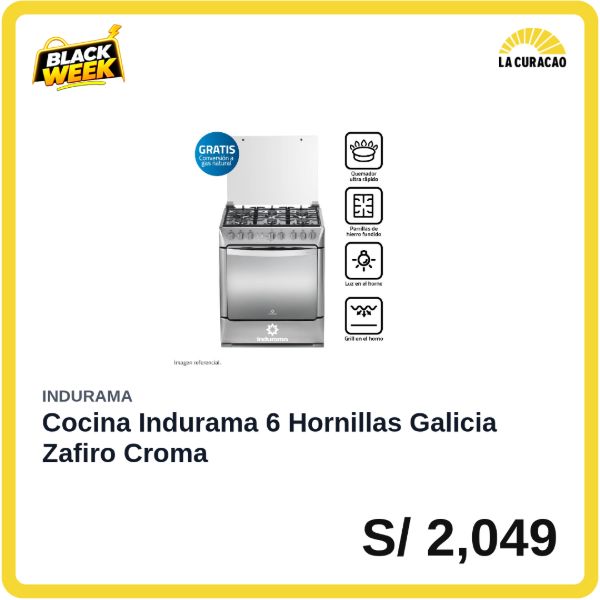 BLACK
WEEK
LA CURACAO
GRATIS
Conversión a
gas natural
Quemador
ultra rápido
Parrillas de
hierro fundido
Luz en el horno
Grill en el horno
indurama
Imagen referencial.
INDURAMA
Cocina Indurama 6 Hornillas Galicia
Zafiro Croma
S/ 2,049